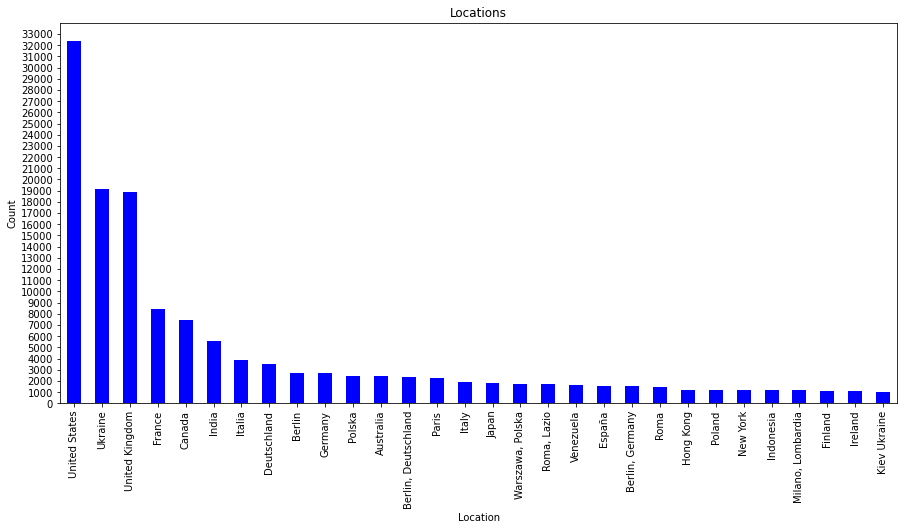 Locations
33000
32000
31000
30000
29000
28000
27000
26000
25000
24000
23000
22000
21000
20000
19000
18000
17000
16000
15000
14000
13000
12000
11000
10000
9000
8000
7000
6000
5000
4000
3000
2000
1000
0
Count
United States
Ukraine
United Kingdom
France
Canada
India
Italia
Deutschland
Berlin
Germany
Polska
Australia
Berlin, Deutschland
Paris
Italy
Japan
Warszawa, Polska
Roma, Lazio
Venezuela
España
Berlin, Germany
Roma
Hong Kong
Poland
New York
Indonesia
Milano, Lombardia
Finland
Ireland
Kiev Ukraine
Location